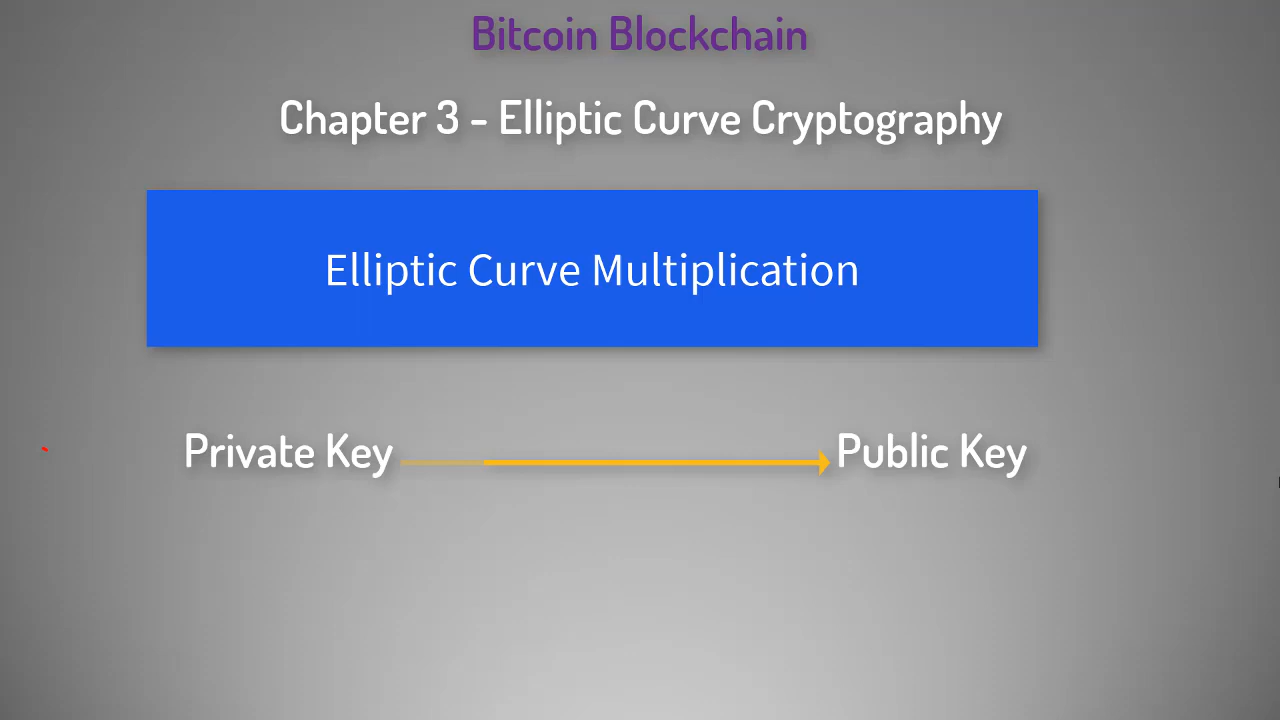 Bitcoin Blockchain
Chapter 3 - Elliptic Curve Cryptography
Elliptic Curve Multiplication
Private Key
Public Key